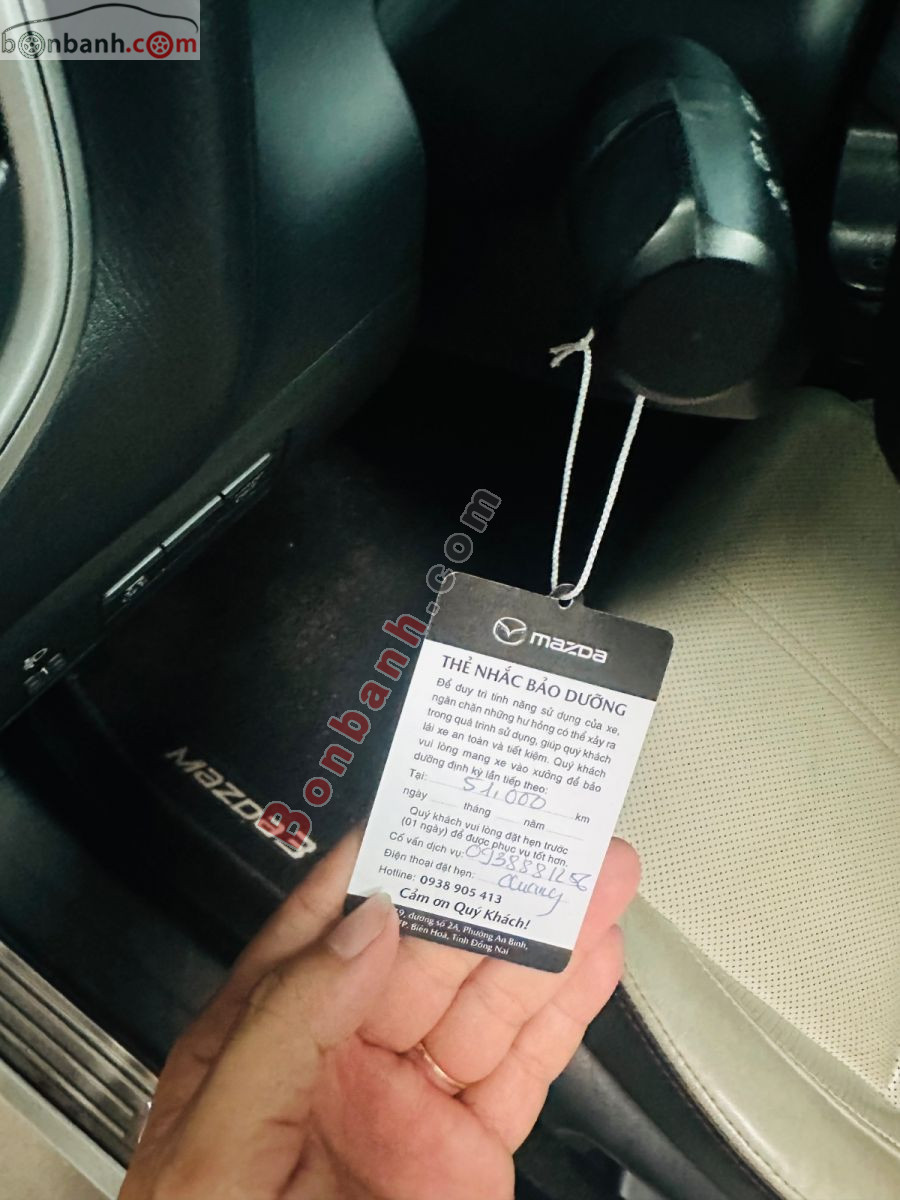 bonbanh.com
mazda
THẺ NHẮC BẢO DƯỠNG
Để duy trì tính năng sử dụng của xe,
ngăn chặn những hư hỏng có thể xảy ra
trong quá trình sử dụng, giúp quý khách
lái xe an toàn và tiết kiệm. Quý khách
vui lòng mang xe vào xưởng để bảo
dưỡng định kỳ lần tiếp theo:
Tại: 51,000 km
ngày tháng năm
Quý khách vui lòng đặt hẹn trước
(01 ngày) để được phục vụ tốt hơn.
Cố vấn dịch vụ: 0938881256
Điện thoại đặt hẹn:
Hotline: 0938 905 413
Cảm ơn Quý Khách!
đường số 2A, Phường An Bình,
TP. Biên Hoà, Tỉnh Đồng Nai
Bonbanh.com
mazda3